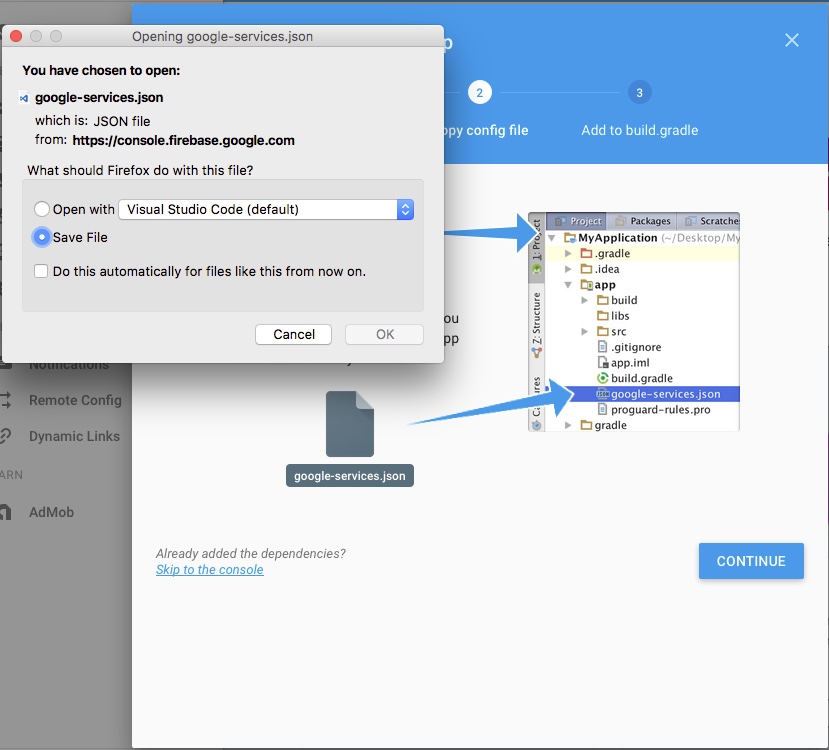 Opening google-services.json
You have chosen to open:
google-services.json
which is: JSON file
from: https://console.firebase.google.com
What should Firefox do with this file?
Open with Visual Studio Code (default)
Save File
Do this automatically for files like this from now on.
Cancel OK
p
2 3
opy config file Add to build.gradle
Project Packages Scratches
1: Project
MyApplication (~/Desktop/My
.gradle
.idea
app
build
libs
src
.gitignore
app.iml
build.gradle
google-services.json
proguard-rules.pro
gradle
Z: Structure
ou
pp
Notifications
Remote Config
Dynamic Links
ARN
AdMob
google-services.json
Already added the dependencies?
Skip to the console
CONTINUE